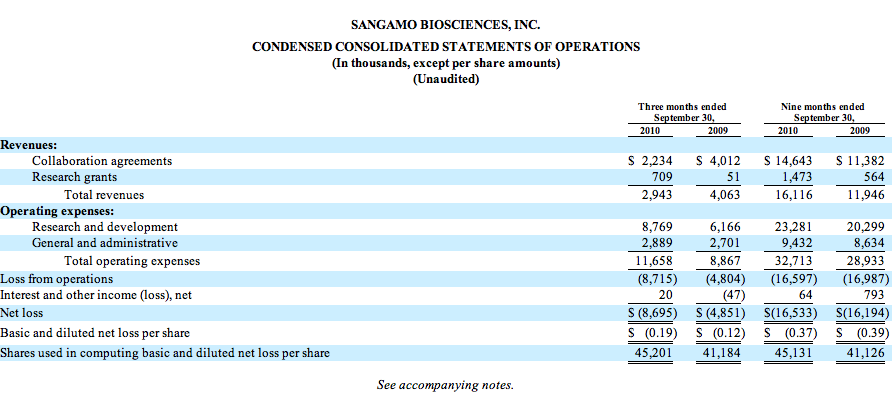 SANGAMO BIOSCIENCES, INC.
CONDENSED CONSOLIDATED STATEMENTS OF OPERATIONS
(In thousands, except per share amounts)
(Unaudited)
Three months ended Nine months ended
September 30, September 30,
2010 2009 2010 2009
Revenues:
Collaboration agreements $ 2,234 $ 4,012 $ 14,643 $ 11,382
Research grants 709 51 1,473 564
Total revenues 2,943 4,063 16,116 11,946
Operating expenses:
Research and development 8,769 6,166 23,281 20,299
General and administrative 2,889 2,701 9,432 8,634
Total operating expenses 11,658 8,867 32,713 28,933
Loss from operations (8,715) (4,804) (16,597) (16,987)
Interest and other income (loss), net 20 (47) 64 793
Net loss $ (8,695) $ (4,851) $(16,533) $(16,194)
Basic and diluted net loss per share $ (0.19) $ (0.12) $ (0.37) $ (0.39)
Shares used in computing basic and diluted net loss per share 45,201 41,184 45,131 41,126
See accompanying notes.